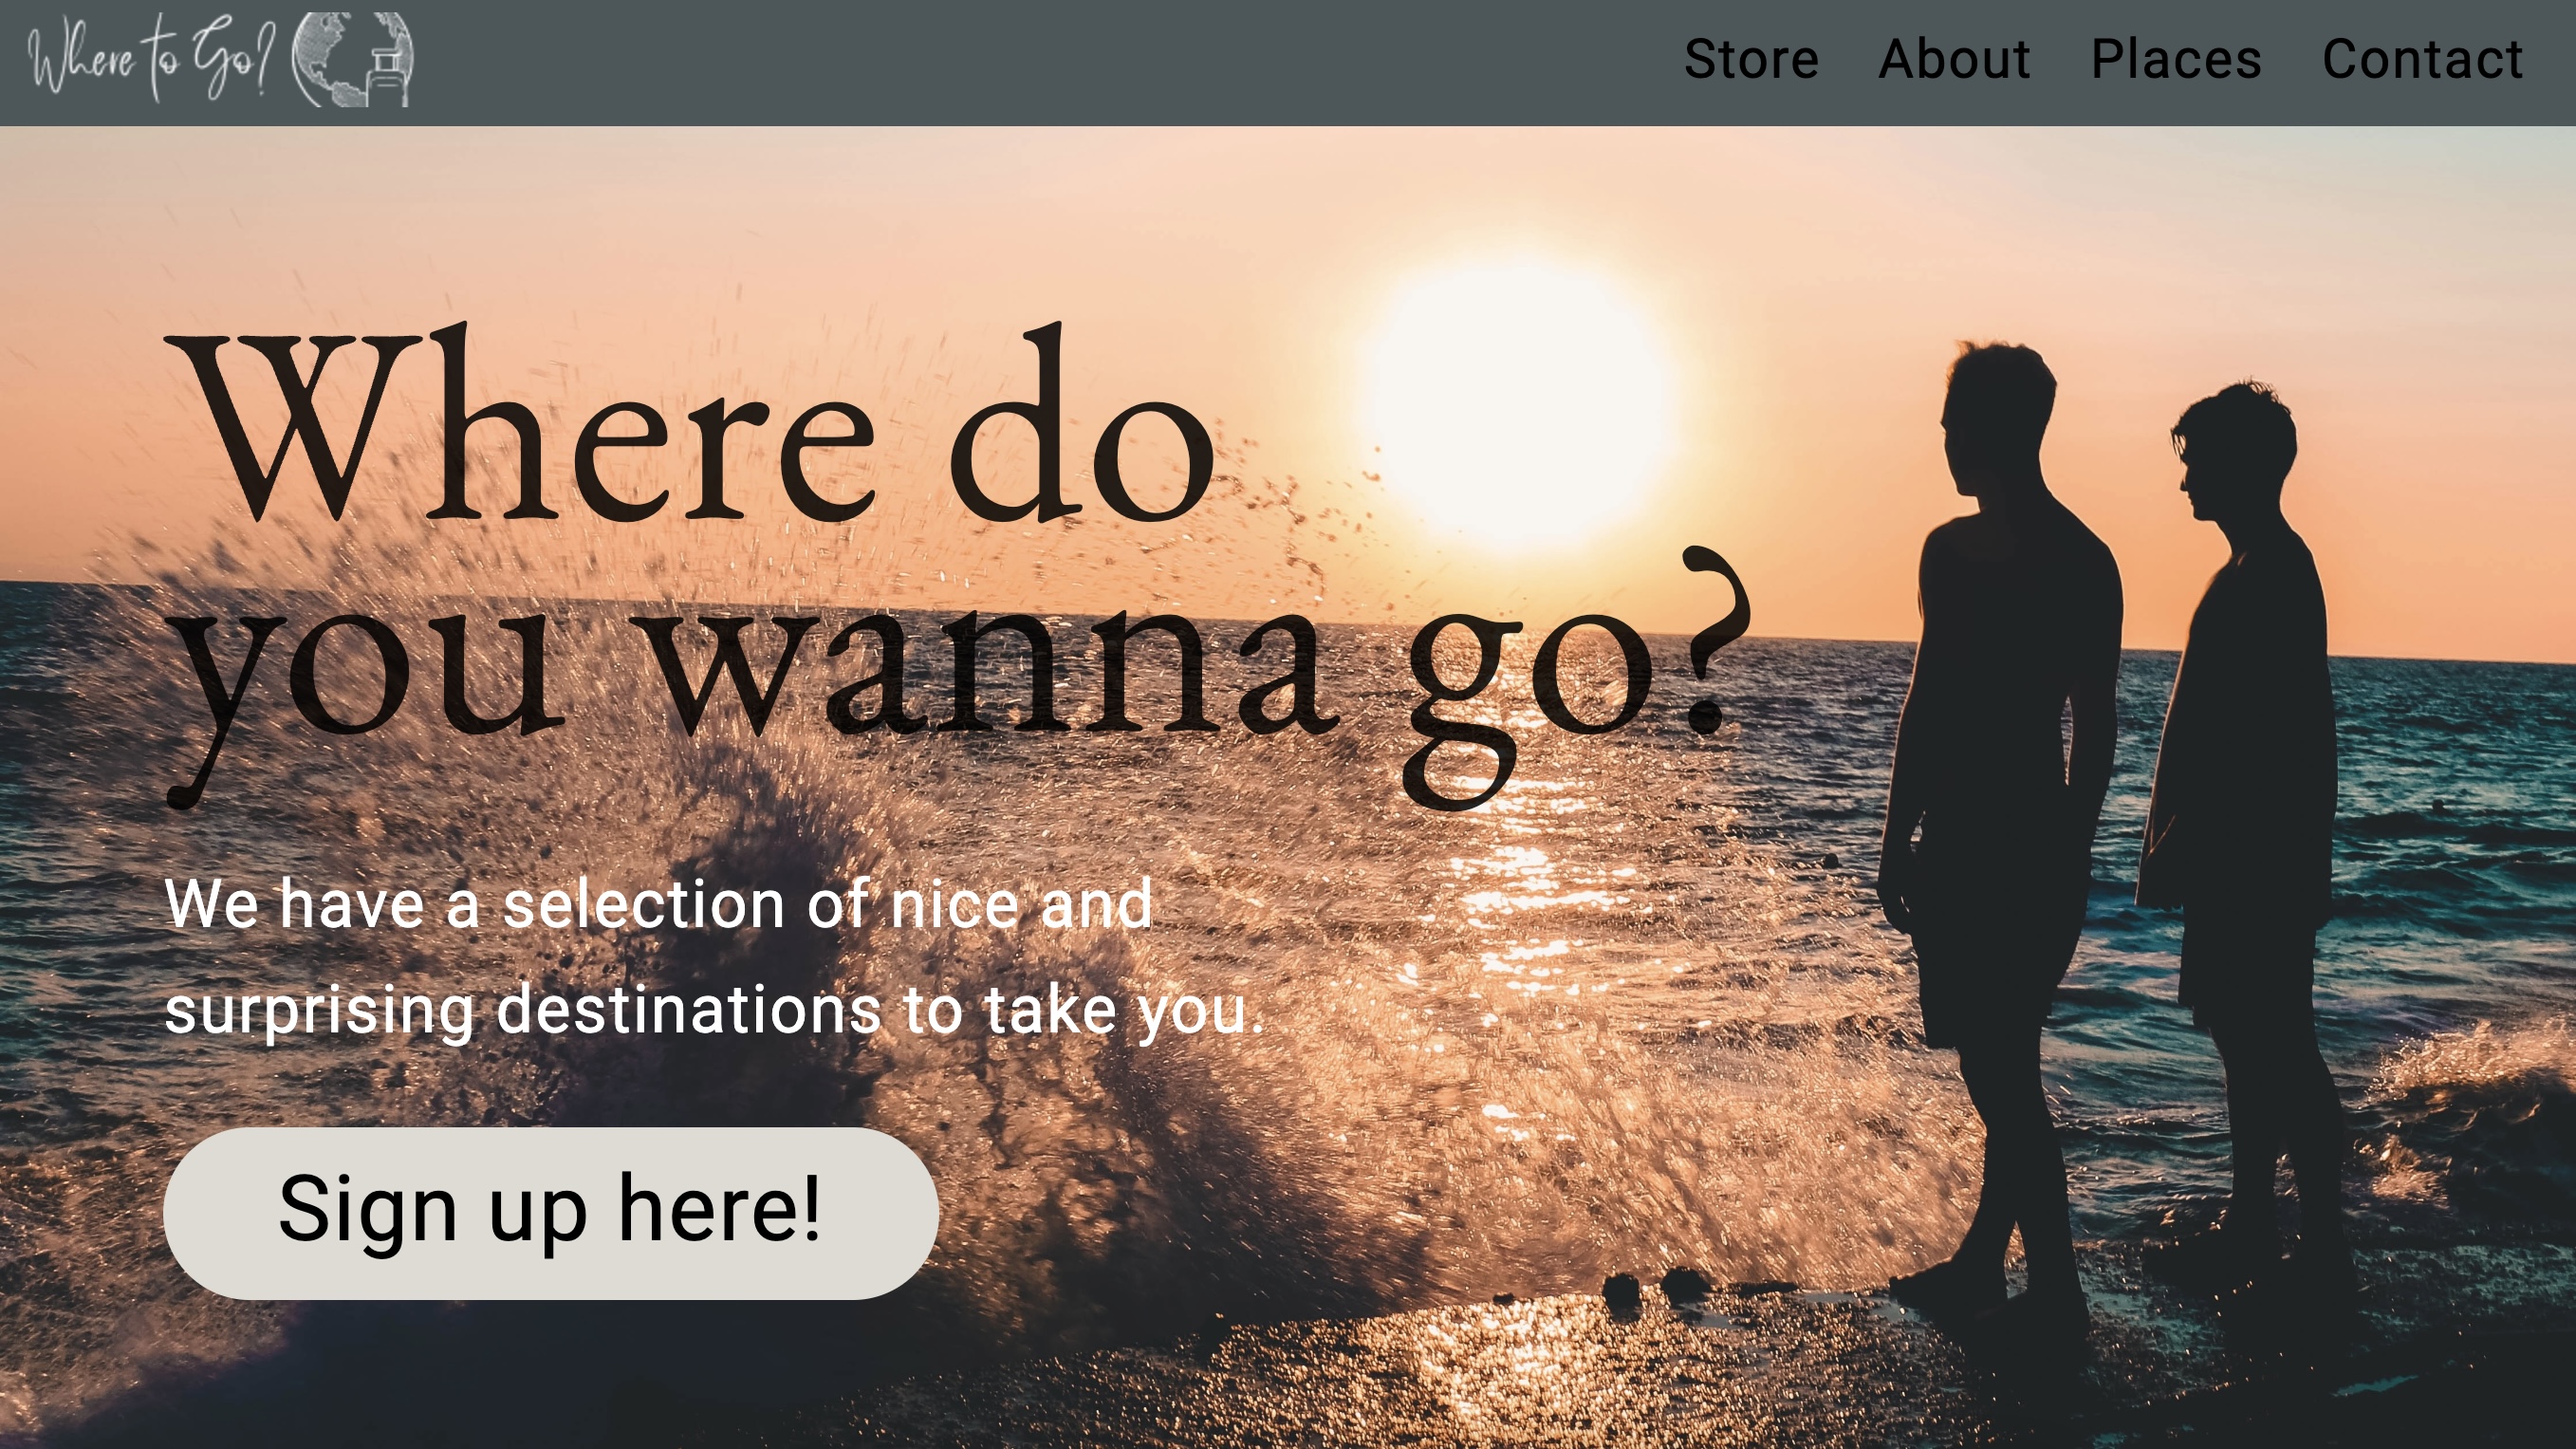 Where to Go?
Store About Places Contact
Where do
you wanna go?
We have a selection of nice and
surprising destinations to take you.
Sign up here!